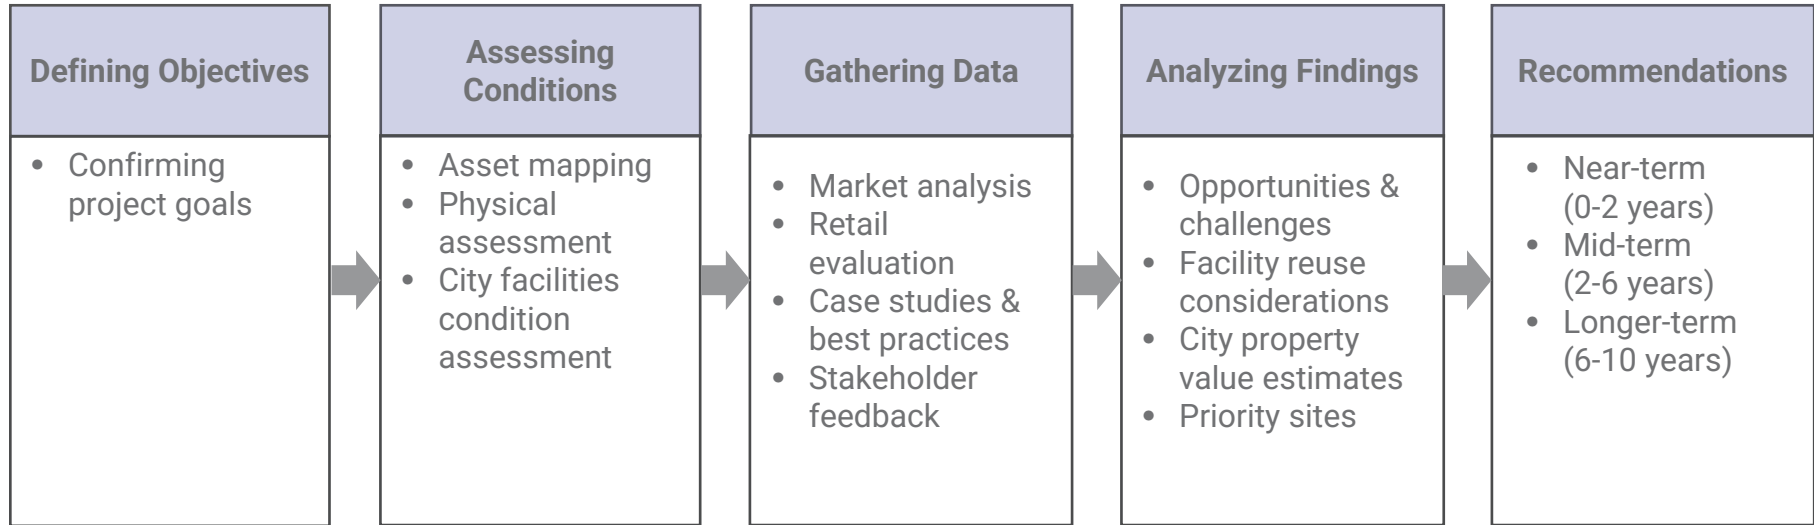 Defining Objectives
• Confirming
project goals
Assessing
Conditions
• Asset mapping
• Physical
assessment
• City facilities
condition
assessment
Gathering Data
• Market analysis
• Retail
evaluation
• Case studies &
best practices
• Stakeholder
feedback
Analyzing Findings
• Opportunities &
challenges
• Facility reuse
considerations
• City property
value estimates
• Priority sites
Recommendations
• Near-term
(0-2 years)
• Mid-term
(2-6 years)
• Longer-term
(6-10 years)